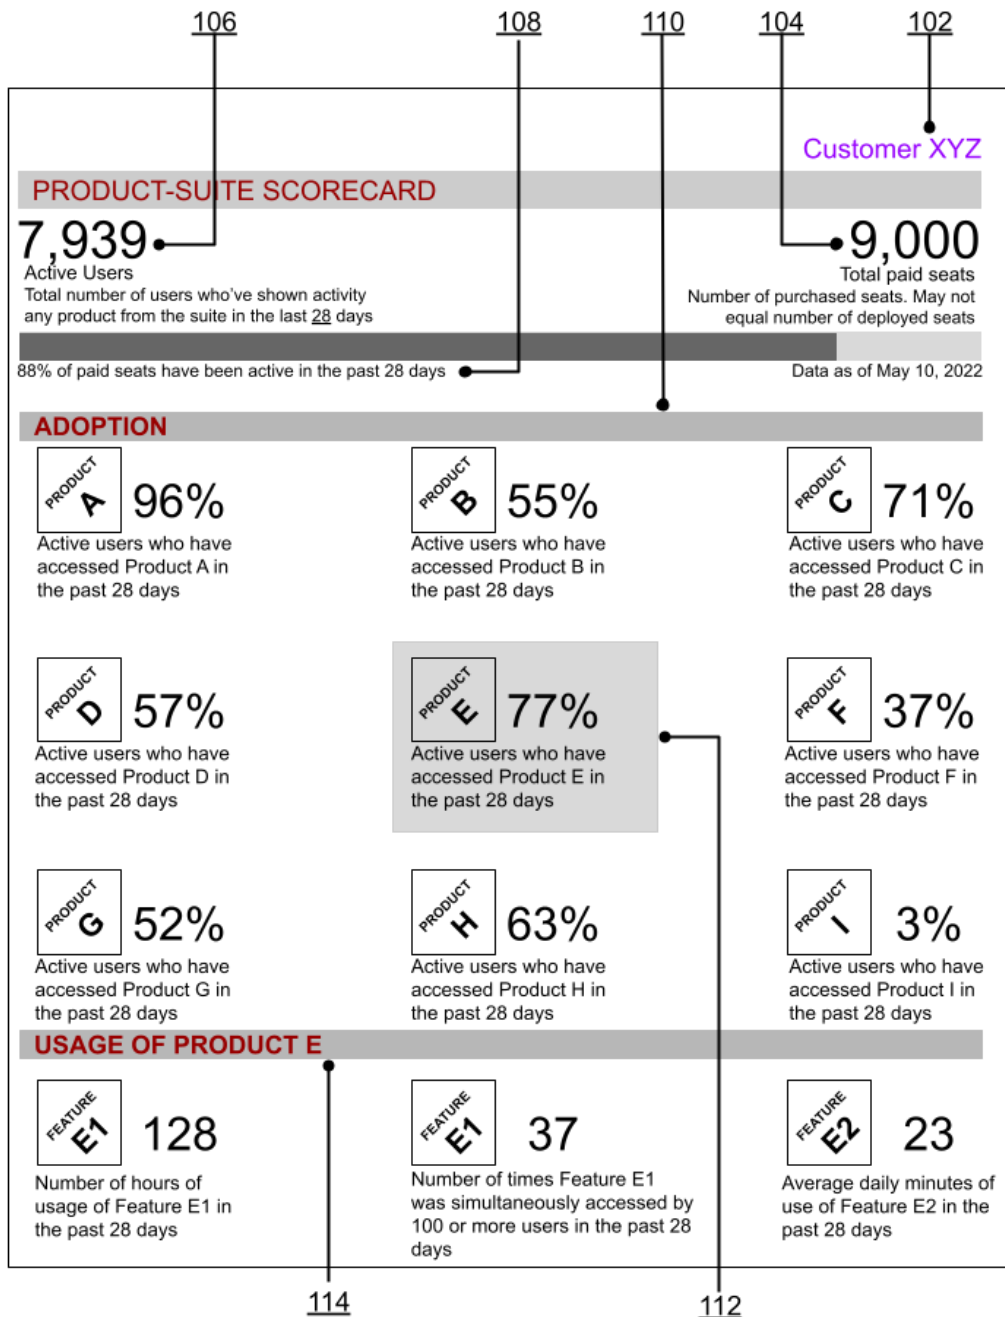 106
108
110
104
102
Customer XYZ
PRODUCT-SUITE SCORECARD
7,939
Active Users
Total number of users who've shown activity
any product from the suite in the last 28 days
9,000
Total paid seats
Number of purchased seats. May not
equal number of deployed seats
88% of paid seats have been active in the past 28 days
Data as of May 10, 2022
ADOPTION
PRODUCT
A
96%
Active users who have
accessed Product A in
the past 28 days
PRODUCT
B
55%
Active users who have
accessed Product B in
the past 28 days
PRODUCT
C
71%
Active users who have
accessed Product C in
the past 28 days
PRODUCT
D
57%
Active users who have
accessed Product D in
the past 28 days
PRODUCT
E
77%
Active users who have
accessed Product E in
the past 28 days
PRODUCT
F
37%
Active users who have
accessed Product F in
the past 28 days
PRODUCT
G
52%
Active users who have
accessed Product G in
the past 28 days
PRODUCT
H
63%
Active users who have
accessed Product H in
the past 28 days
PRODUCT
I
3%
Active users who have
accessed Product I in
the past 28 days
USAGE OF PRODUCT E
FEATURE
E1
128
Number of hours of
usage of Feature E1 in
the past 28 days
FEATURE
E1
37
Number of times Feature E1
was simultaneously accessed by
100 or more users in the past 28
days
FEATURE
E2
23
Average daily minutes of
use of Feature E2 in the
past 28 days
114
112